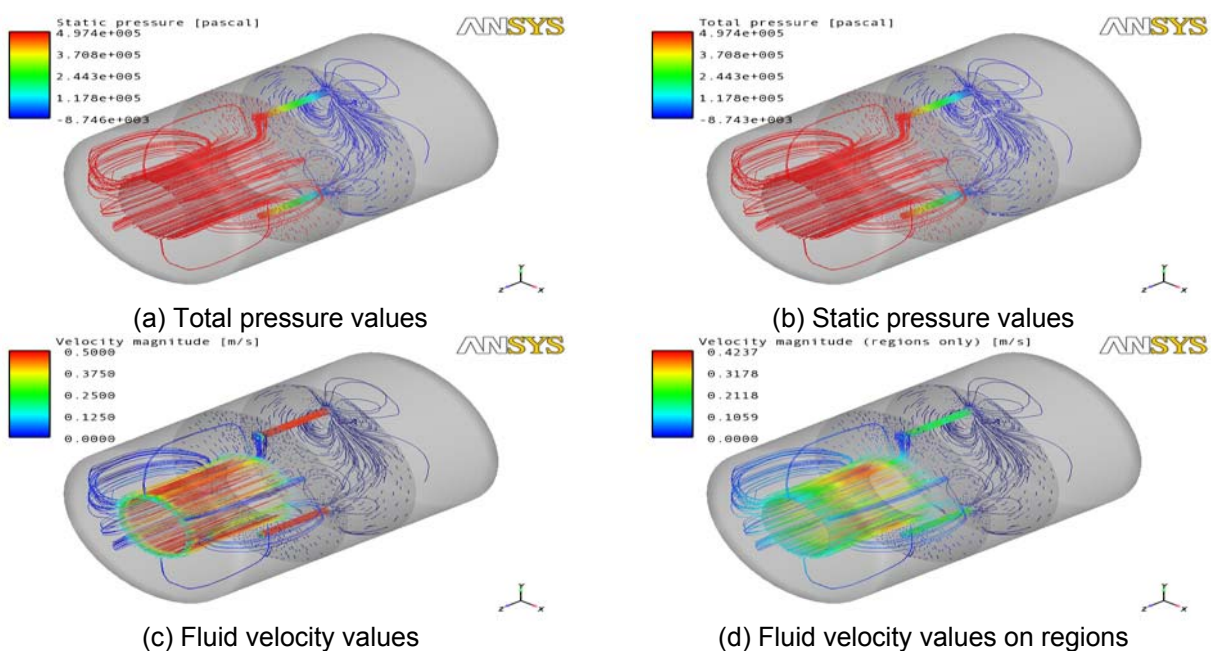 Static pressure [pascal]
4.974e+005
3.708e+005
2.443e+005
1.178e+005
-8.746e+003
ANSYS
Y
Z
X
(a) Total pressure values
Total pressure [pascal]
4.974e+005
3.708e+005
2.443e+005
1.178e+005
-8.743e+003
ANSYS
Y
Z
X
(b) Static pressure values
Velocity magnitude [m/s]
0.5000
0.3750
0.2500
0.1250
0.0000
ANSYS
Y
Z
X
(c) Fluid velocity values
Velocity magnitude (regions only) [m/s]
0.4237
0.3178
0.2118
0.1059
0.0000
ANSYS
Y
Z
X
(d) Fluid velocity values on regions